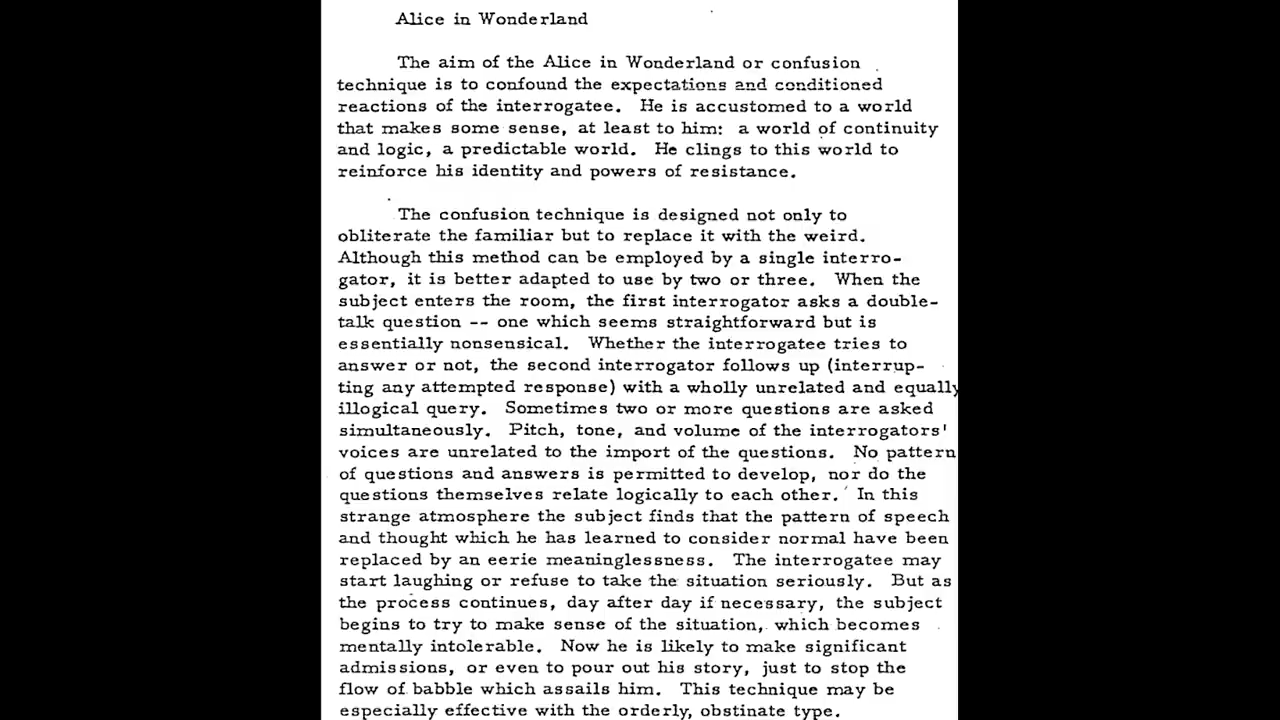 Alice in Wonderland
The aim of the Alice in Wonderland or confusion
technique is to confound the expectations and conditioned
reactions of the interrogatee. He is accustomed to a world
that makes some sense, at least to him: a world of continuity
and logic, a predictable world. He clings to this world to
reinforce his identity and powers of resistance.
The confusion technique is designed not only to
obliterate the familiar but to replace it with the weird.
Although this method can be employed by a single interro-
gator, it is better adapted to use by two or three. When the
subject enters the room, the first interrogator asks a double-
talk question -- one which seems straightforward but is
essentially nonsensical. Whether the interrogatee tries to
answer or not, the second interrogator follows up (interrup-
ting any attempted response) with a wholly unrelated and equally
illogical query. Sometimes two or more questions are asked
simultaneously. Pitch, tone, and volume of the interrogators'
voices are unrelated to the import of the questions. No pattern
of questions and answers is permitted to develop, nor do the
questions themselves relate logically to each other. In this
strange atmosphere the subject finds that the pattern of speech
and thought which he has learned to consider normal have been
replaced by an eerie meaninglessness. The interrogatee may
start laughing or refuse to take the situation seriously. But as
the process continues, day after day if necessary, the subject
begins to try to make sense of the situation, which becomes
mentally intolerable. Now he is likely to make significant
admissions, or even to pour out his story, just to stop the
flow of babble which assails him. This technique may be
especially effective with the orderly, obstinate type.